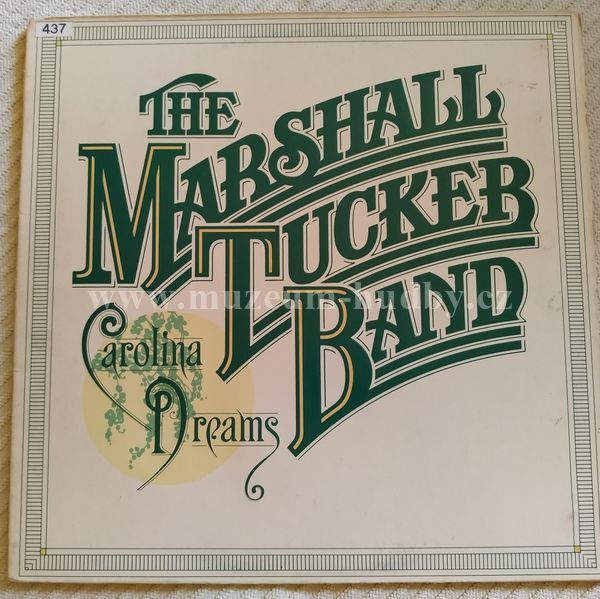 437
THE
MARSHALL
TUCKER
BAND
www.muzeum-hudby.cz
Carolina
Dreams